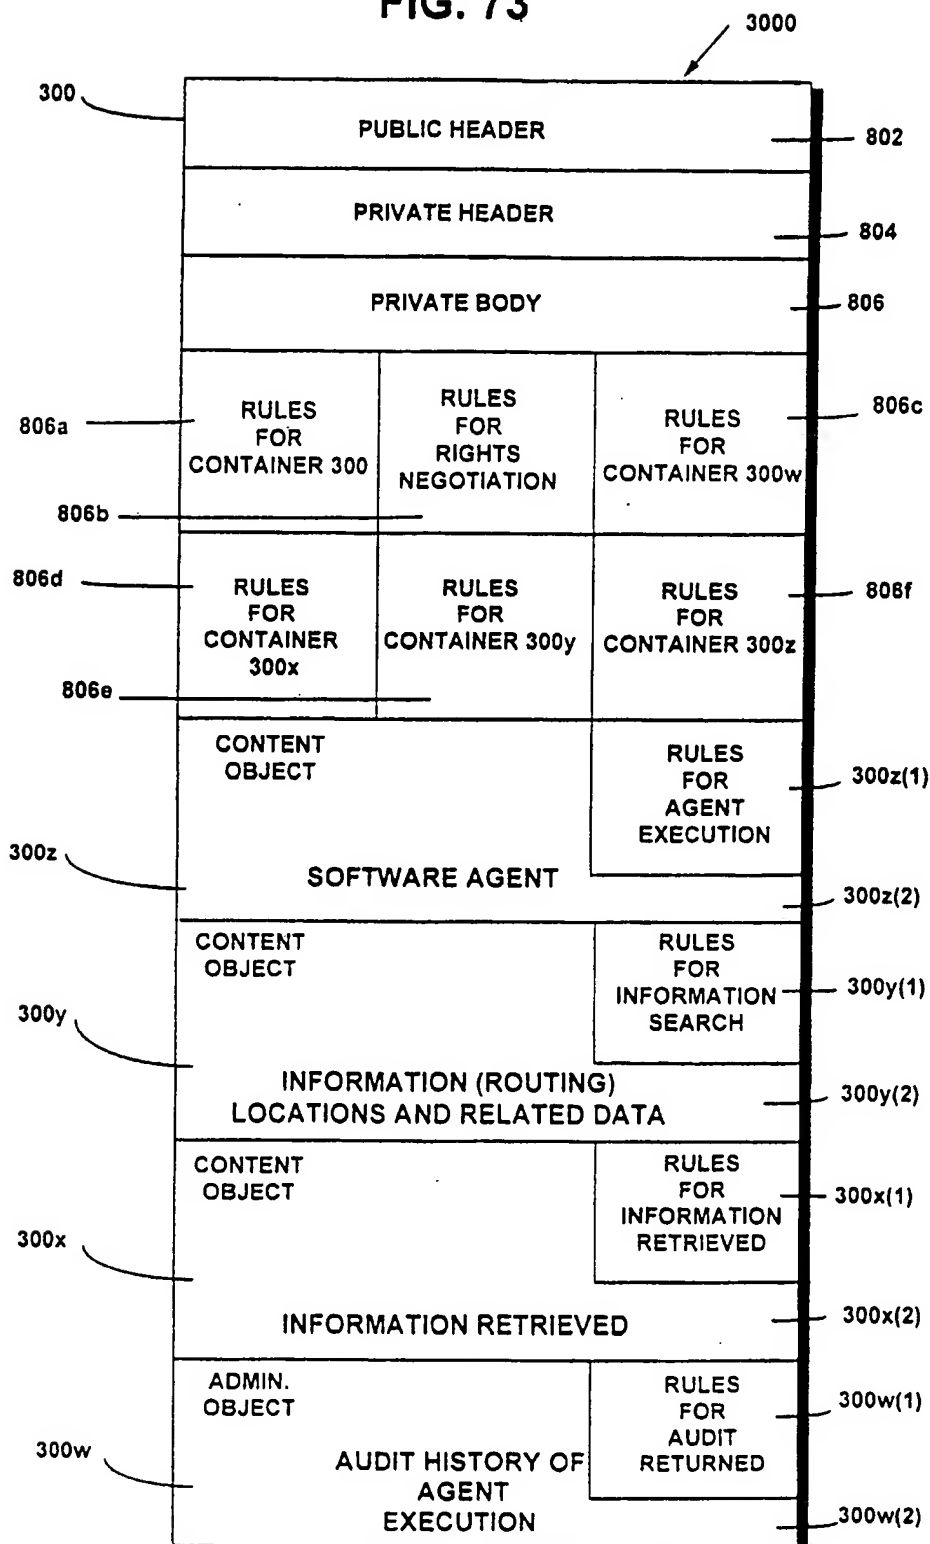 FIG. 73
3000
300
PUBLIC HEADER
802
PRIVATE HEADER
804
PRIVATE BODY
806
806a
RULES
FOR
CONTAINER 300
RULES
FOR
RIGHTS
NEGOTIATION
806b
RULES
FOR
CONTAINER 300w
806c
806d
RULES
FOR
CONTAINER
300x
RULES
FOR
CONTAINER 300y
806e
RULES
FOR
CONTAINER 300z
806f
CONTENT
OBJECT
RULES
FOR
AGENT
EXECUTION
300z(1)
300z
SOFTWARE AGENT
300z(2)
CONTENT
OBJECT
RULES
FOR
INFORMATION
SEARCH
300y(1)
300y
INFORMATION (ROUTING)
LOCATIONS AND RELATED DATA
300y(2)
CONTENT
OBJECT
RULES
FOR
INFORMATION
RETRIEVED
300x(1)
300x
INFORMATION RETRIEVED
300x(2)
ADMIN.
OBJECT
RULES
FOR
AUDIT
RETURNED
300w(1)
300w
AUDIT HISTORY OF
AGENT
EXECUTION
300w(2)